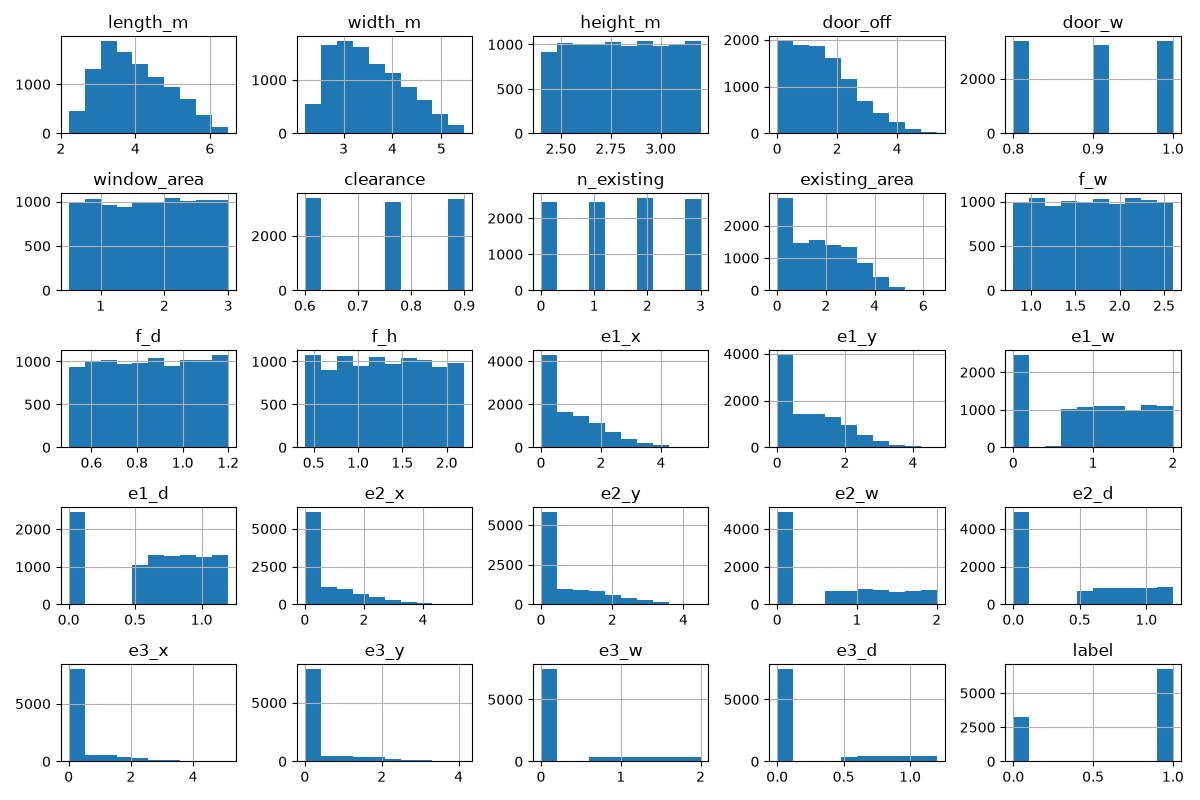 length_m width_m height_m door_off door_w
1000 0 2 4 6
1000 0 3 4 5
1000 500 0 2.50 2.75 3.00
2000 1000 0 0 2 4
2000 0 0.8 0.9 1.0
window_area clearance n_existing existing_area f_w
1000 500 0 1 2 3
2000 0 0.6 0.7 0.8 0.9
2000 1000 0 0 1 2 3
2000 1000 0 0 2 4 6
1000 500 0 1.0 1.5 2.0 2.5
f_d f_h e1_x e1_y e1_w
1000 500 0 0.6 0.8 1.0 1.2
1000 500 0 0.5 1.0 1.5 2.0
4000 2000 0 0 2 4
4000 2000 0 0 2 4
2000 1000 0 0 1 2
e1_d e2_x e2_y e2_w e2_d
2000 1000 0 0.0 0.5 1.0
5000 2500 0 0 2 4
5000 2500 0 0 2 4
4000 2000 0 0 1 2
4000 2000 0 0.0 0.5 1.0
e3_x e3_y e3_w e3_d label
5000 0 0 2 4
5000 0 0 2 4
5000 2500 0 0 1 2
5000 2500 0 0.0 0.5 1.0
5000 2500 0 0.0 0.5 1.0